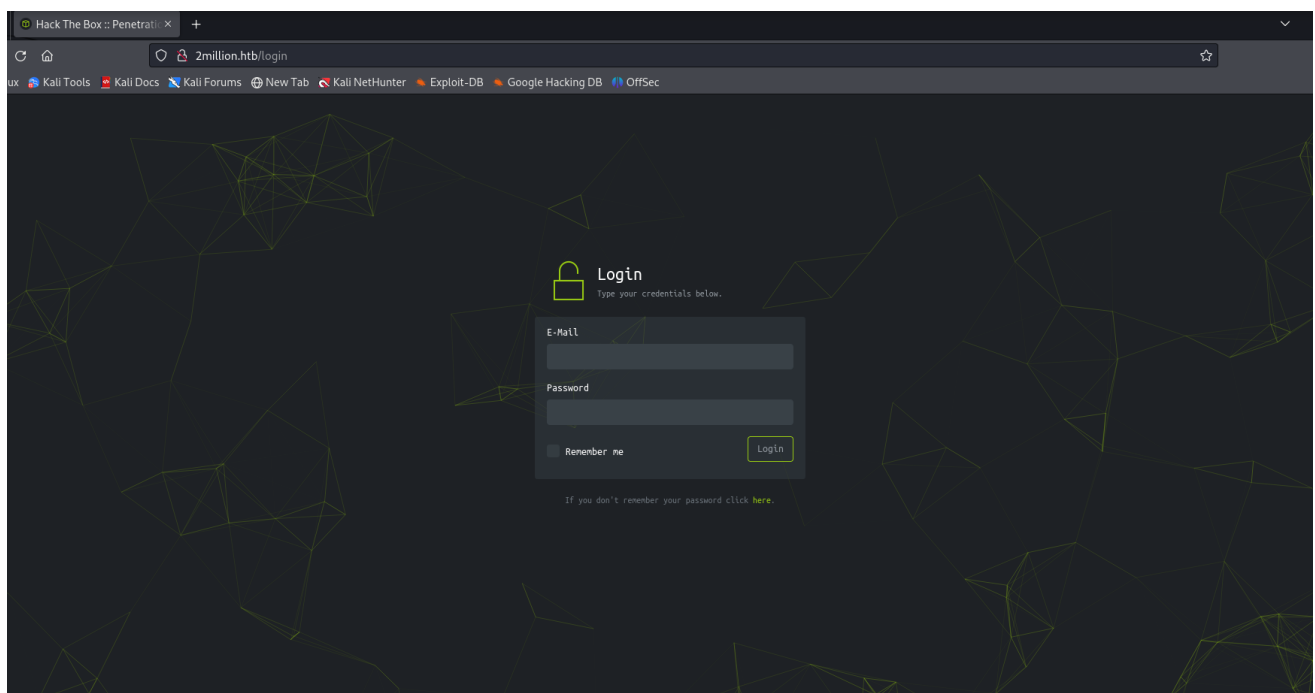 Hack The Box :: Penetratio
2million.htb/login
ux Kali Tools Kali Docs Kali Forums New Tab Kali NetHunter Exploit-DB Google Hacking DB OffSec
Login
Type your credentials below.
E-Mail
Password
Remember me Login
If you don't remember your password click here.